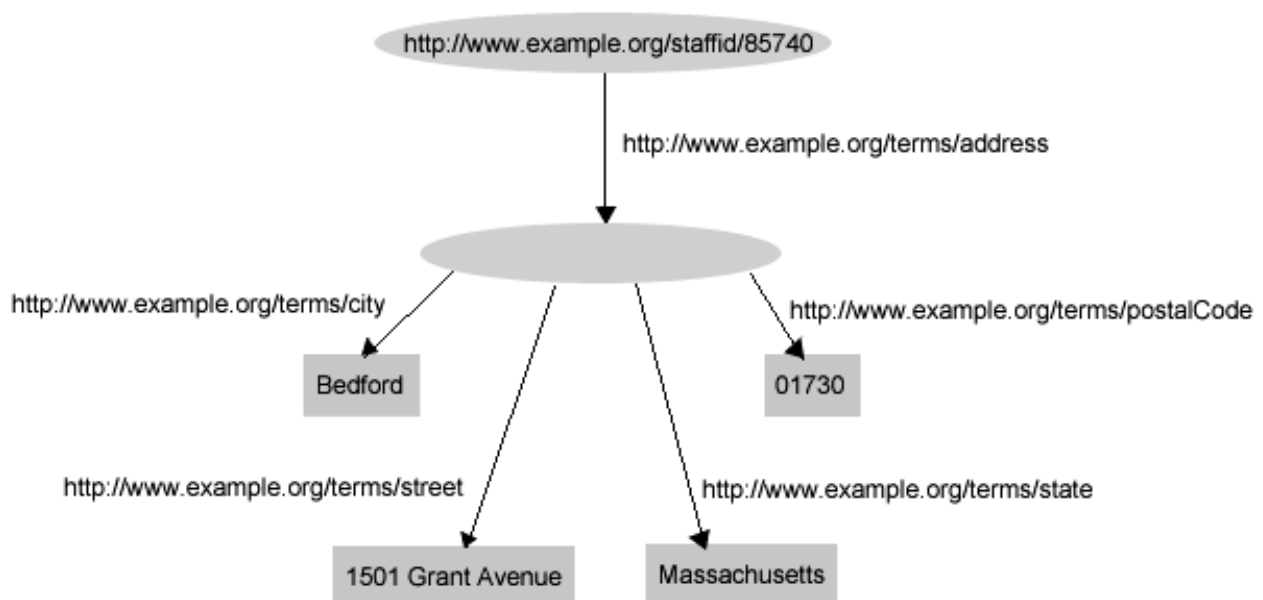 http://www.example.org/staffid/85740
http://www.example.org/terms/address
http://www.example.org/terms/city
http://www.example.org/terms/postalCode
Bedford
01730
http://www.example.org/terms/street
http://www.example.org/terms/state
1501 Grant Avenue
Massachusetts